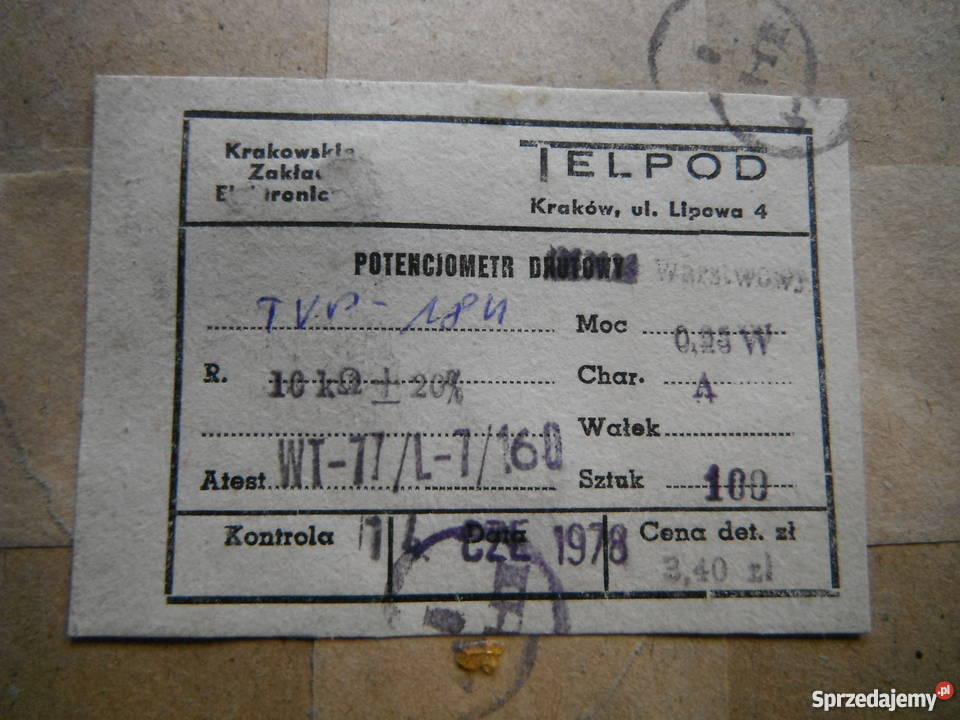 Krakowskie
Zakłady
Elektroniczne
TELPOD
Kraków, ul. Lipowa 4
POTENCJOMETR DRUTOWY Warstwowy
TVP-1811 Moc 0,25 W
R. 10 kΩ ± 20% Char. A
Wałek
Atest WT-77/L-7/160 Sztuk 100
Kontrola Data Cena det. zł
14 CZE 1978 3,40 zł
Sprzedajemy.pl